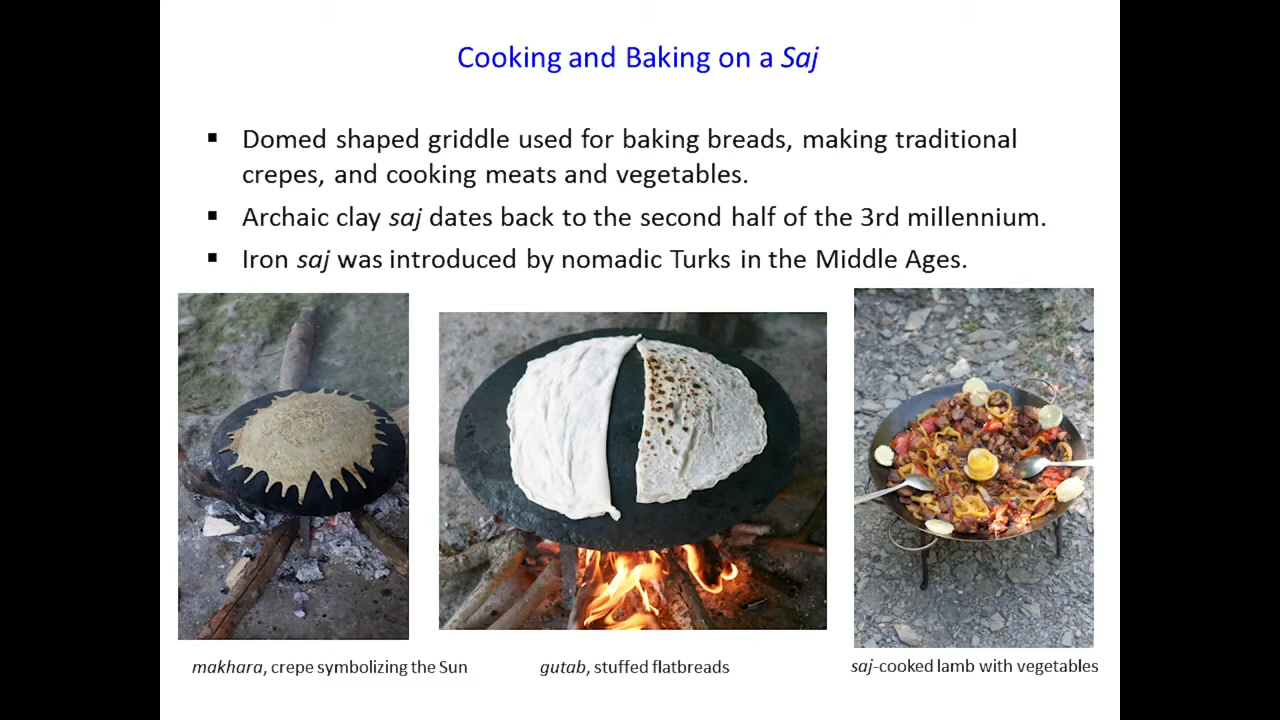 Cooking and Baking on a Saj
▪ Domed shaped griddle used for baking breads, making traditional
crepes, and cooking meats and vegetables.
▪ Archaic clay saj dates back to the second half of the 3rd millennium.
▪ Iron saj was introduced by nomadic Turks in the Middle Ages.
makhara, crepe symbolizing the Sun
gutab, stuffed flatbreads
saj-cooked lamb with vegetables